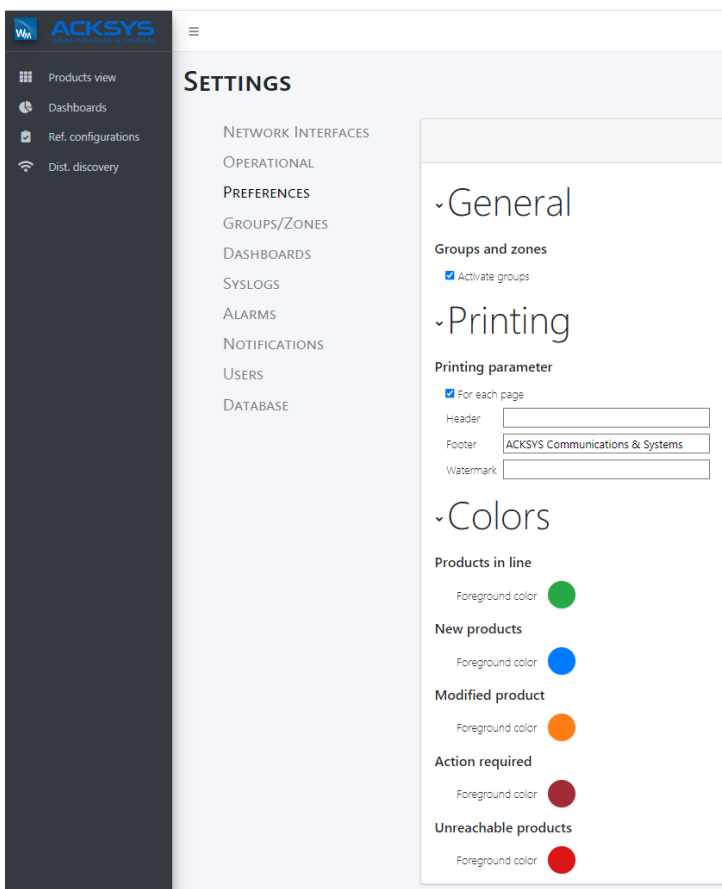 WM ACKSYS
COMMUNICATIONS & SYSTEMS
Products view
Dashboards
Ref. configurations
Dist. discovery
SETTINGS
NETWORK INTERFACES
OPERATIONAL
PREFERENCES
GROUPS/ZONES
DASHBOARDS
SYSLOGS
ALARMS
NOTIFICATIONS
USERS
DATABASE
General
Groups and zones
Activate groups
Printing
Printing parameter
For each page
Header
Footer ACKSYS Communications & Systems
Watermark
Colors
Products in line
Foreground color
New products
Foreground color
Modified product
Foreground color
Action required
Foreground color
Unreachable products
Foreground color